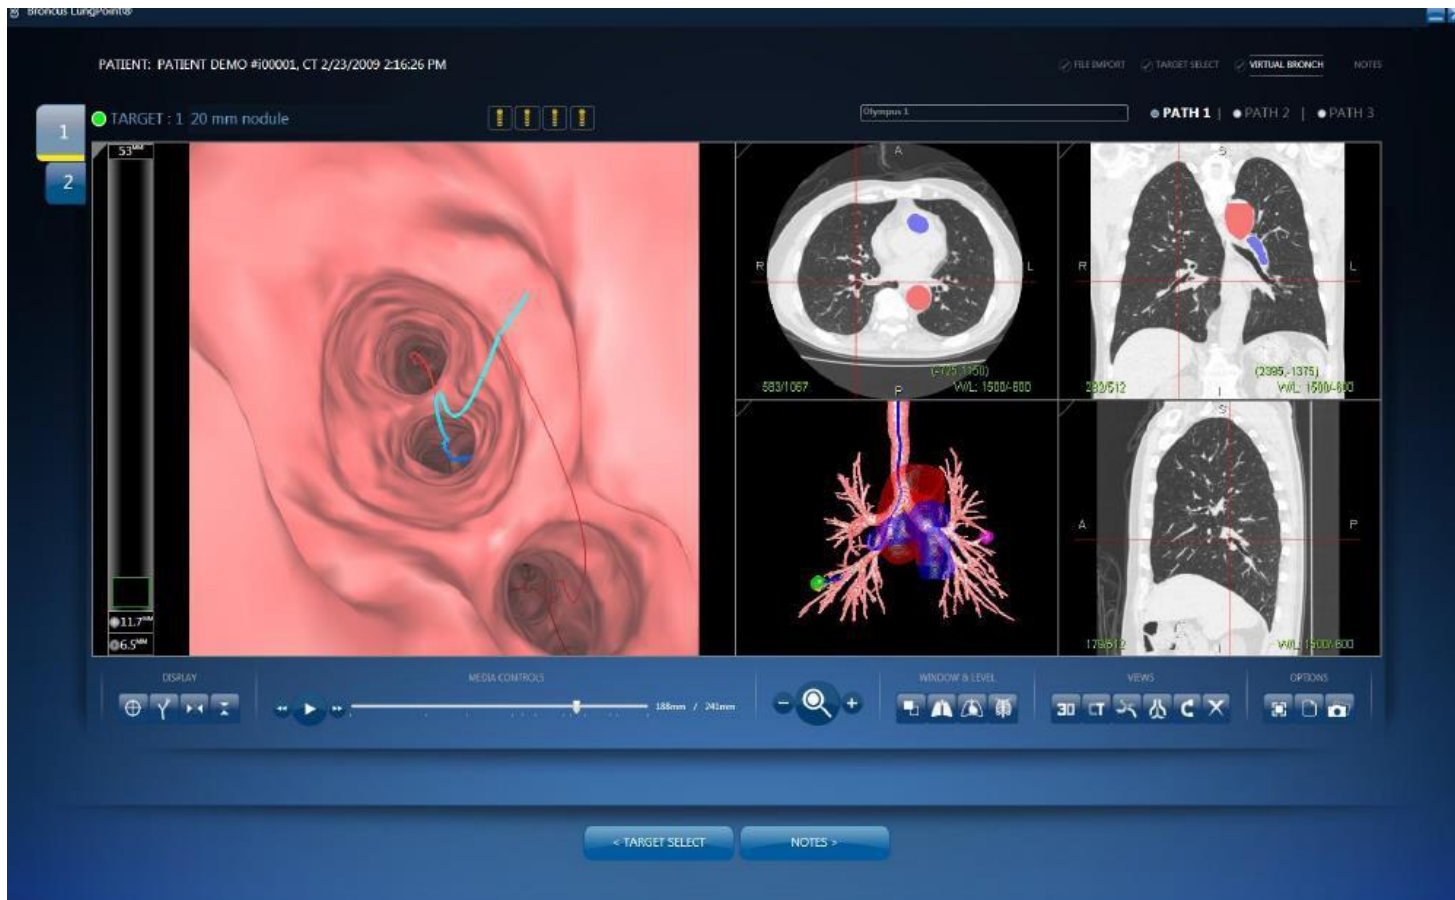 Broncus LungPoint®
PATIENT: PATIENT DEMO #i00001, CT 2/23/2009 2:16:26 PM
FILE IMPORT TARGET SELECT VIRTUAL BRONCH NOTES
1
2
TARGET : 1 20 mm nodule
Olympus 1
PATH 1 | PATH 2 | PATH 3
53MM
11.7MM
6.5MM
A
R
L
583/1067
W/L: 1500/-600
P
S
R
L
(2395,-1375)
W/L: 1500/-600
I
S
A
P
179/512
W/L: 1500/-600
I
DISPLAY
MEDIA CONTROLS
188mm / 241mm
WINDOW & LEVEL
VIEWS
3D CT
OPTIONS
< TARGET SELECT
NOTES >